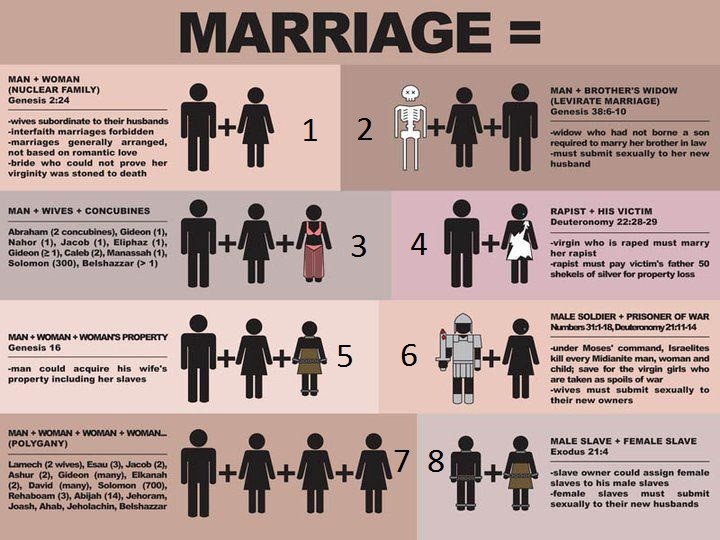 MARRIAGE =
MAN + WOMAN
(NUCLEAR FAMILY)
Genesis 2:24
-wives subordinate to their husbands
-interfaith marriages forbidden
-marriages generally arranged,
not based on romantic love
-bride who could not prove her
virginity was stoned to death
+
1
2
+
+
MAN + BROTHER'S WIDOW
(LEVIRATE MARRIAGE)
Genesis 38:6-10
-widow who had not borne a son
required to marry her brother in law
-must submit sexually to her new
husband
MAN + WIVES + CONCUBINES
Abraham (2 concubines), Gideon (1),
Nahor (1), Jacob (1), Eliphaz (1),
Gideon (≥ 1), Caleb (2), Manassah (1),
Solomon (300), Belshazzar (> 1)
+
+
3
4
+
RAPIST + HIS VICTIM
Deuteronomy 22:28-29
-virgin who is raped must marry
her rapist
-rapist must pay victim's father 50
shekels of silver for property loss
MAN + WOMAN + WOMAN'S PROPERTY
Genesis 16
-man could acquire his wife's
property including her slaves
+
+
5
6
+
MALE SOLDIER + PRISONER OF WAR
Numbers 31:1-18, Deuteronomy 21:11-14
-under Moses' command, Israelites
kill every Midianite man, woman and
child; save for the virgin girls who
are taken as spoils of war
-wives must submit sexually to
their new owners
MAN + WOMAN + WOMAN + WOMAN...
(POLYGANY)
Lamech (2 wives), Esau (3), Jacob (2),
Ashur (2), Gideon (many), Elkanah
(2), David (many), Solomon (700),
Rehaboam (3), Abijah (14), Jehoram,
Joash, Ahab, Jeholachin, Belshazzar
+
+
+
7
8
+
MALE SLAVE + FEMALE SLAVE
Exodus 21:4
-slave owner could assign female
slaves to his male slaves
-female slaves must submit
sexually to their new husbands